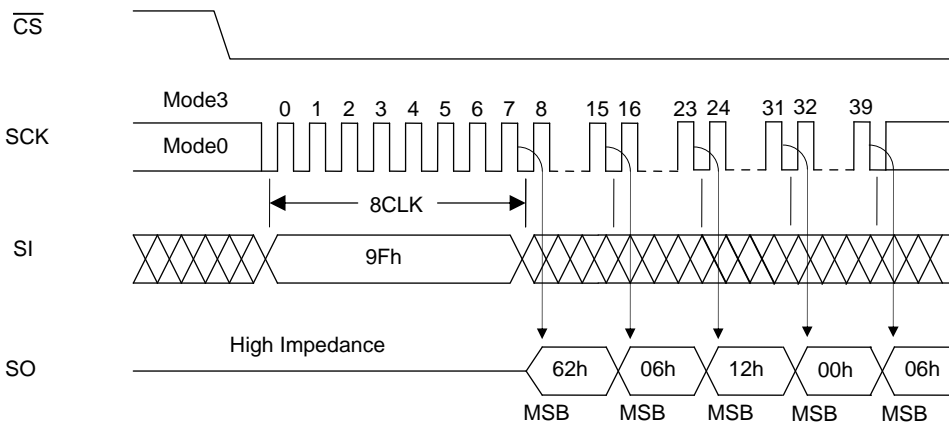 CS
Mode3
0 1 2 3 4 5 6 7 8 15 16 23 24 31 32 39
SCK
Mode0
8CLK
SI
9Fh
High Impedance
SO
62h 06h 12h 00h 06h
MSB MSB MSB MSB MSB